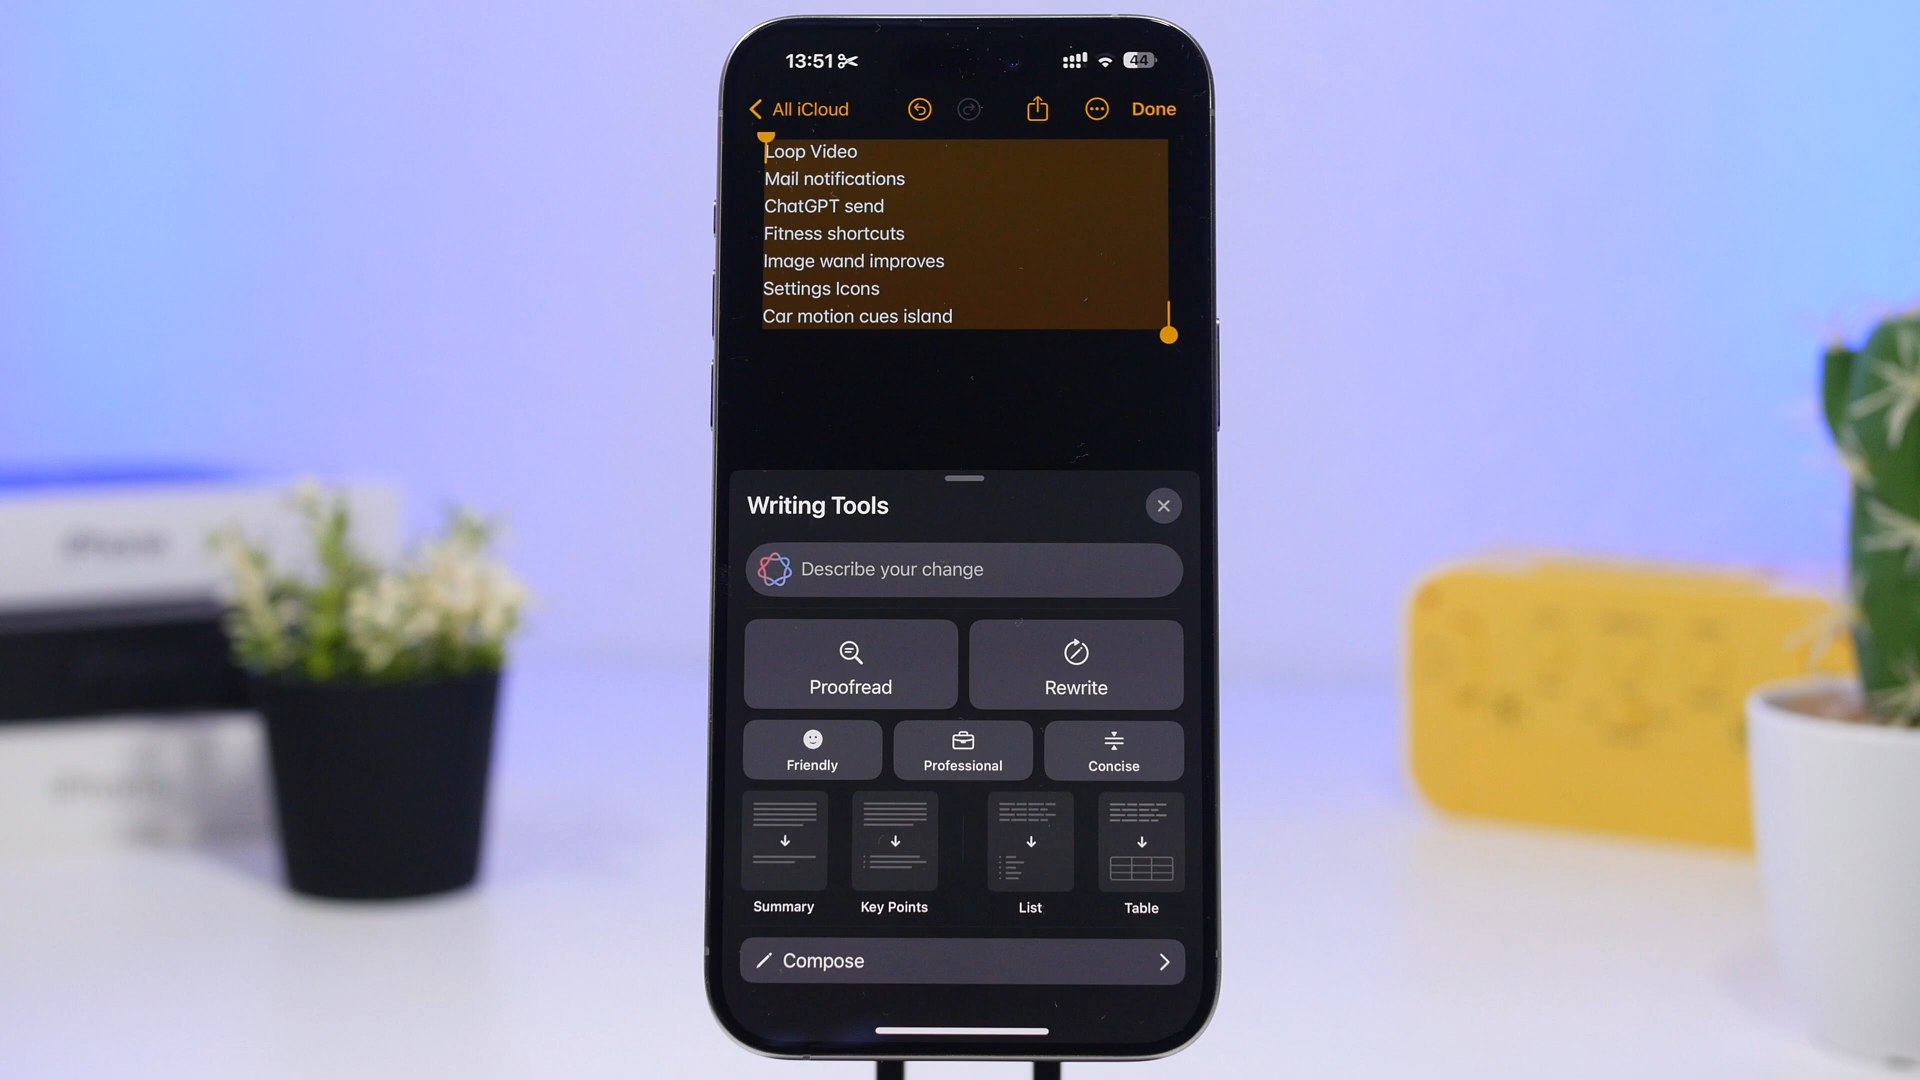 13:51
44
All iCloud
Done
Loop Video
Mail notifications
ChatGPT send
Fitness shortcuts
Image wand improves
Settings Icons
Car motion cues island
Writing Tools
Describe your change
Proofread
Rewrite
Friendly
Professional
Concise
Summary
Key Points
List
Table
Compose